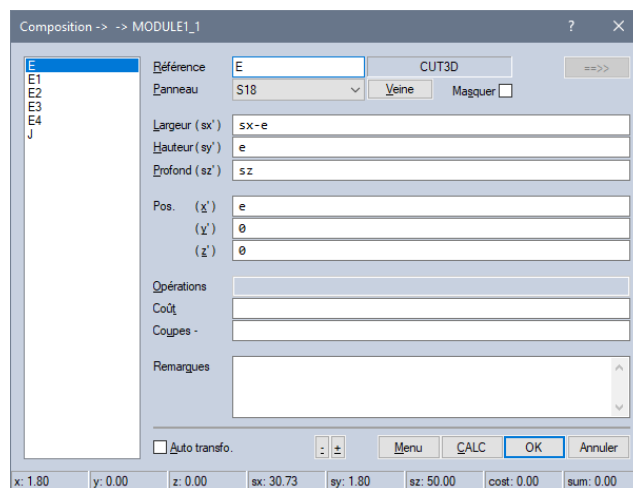 Composition -> -> MODULE1_1 ? ×
E
E1
E2
E3
E4
J
Référence E CUT3D ==>>
Panneau S18 Veine Masquer
Largeur ( sx' ) sx-e
Hauteur ( sy' ) e
Profond ( sz' ) sz
Pos. ( x' ) e
( y' ) 0
( z' ) 0
Opérations
Coût
Coupes -
Remarques
Auto transfo. - + Menu CALC OK Annuler
x: 1.80 y: 0.00 z: 0.00 sx: 30.73 sy: 1.80 sz: 50.00 cost: 0.00 sum: 0.00